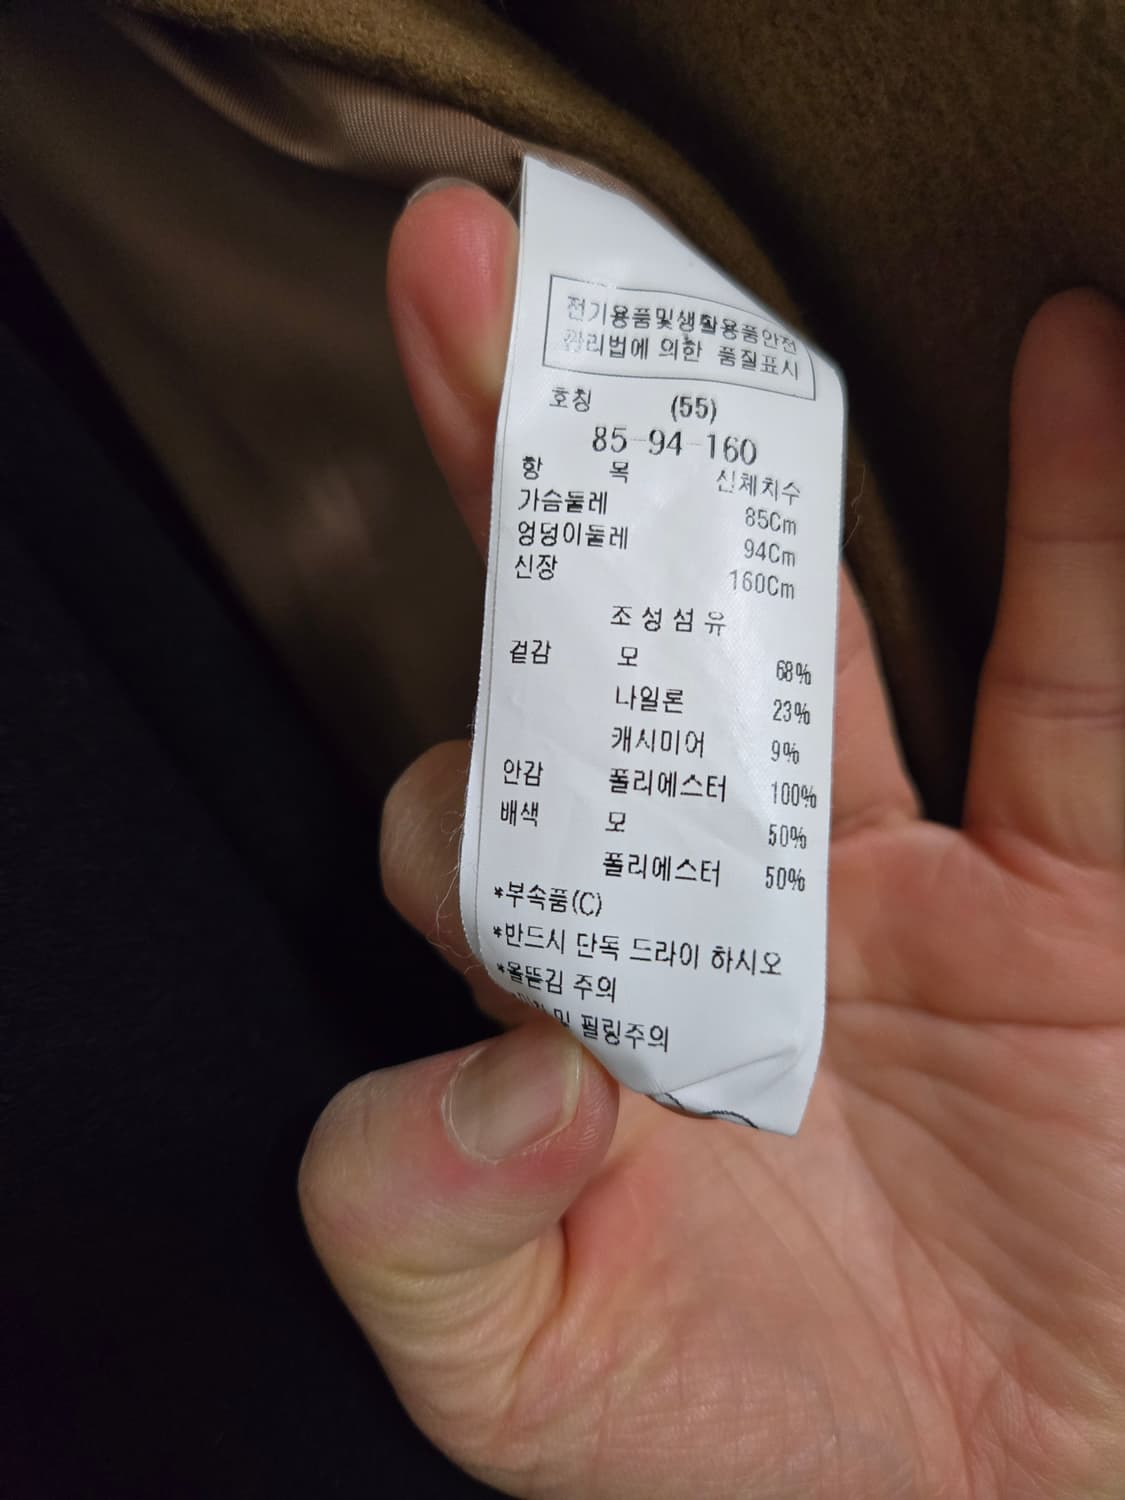 전기용품및생활용품안전
관리법에 의한 품질표시
호칭 (55)
85-94-160
항 목 신체치수
가슴둘레 85Cm
엉덩이둘레 94Cm
신장 160Cm
조성섬유
겉감 모 68%
나일론 23%
캐시미어 9%
안감 폴리에스터 100%
배색 모 50%
폴리에스터 50%
*부속품(C)
*반드시 단독 드라이 하시오
*올뜯김 주의
및 필링주의